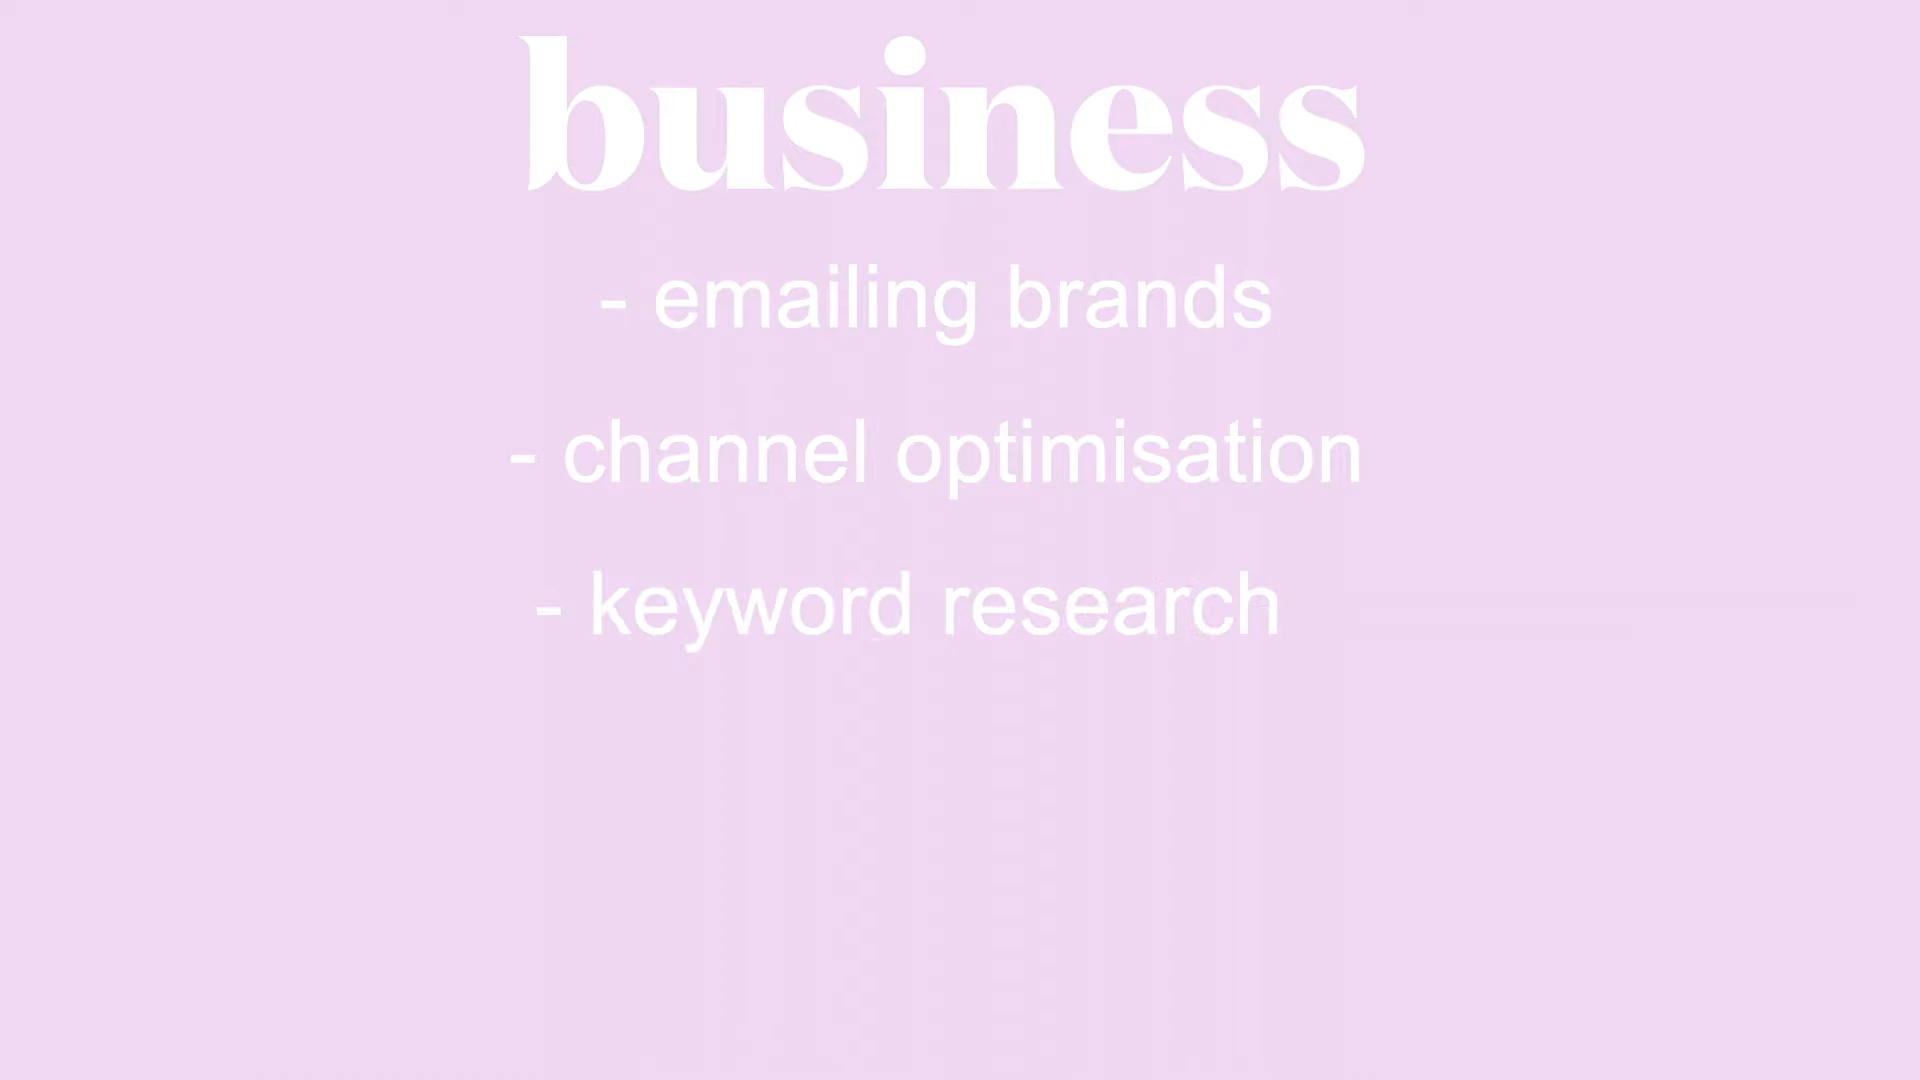 business
- emailing brands
- channel optimisation
- keyword research